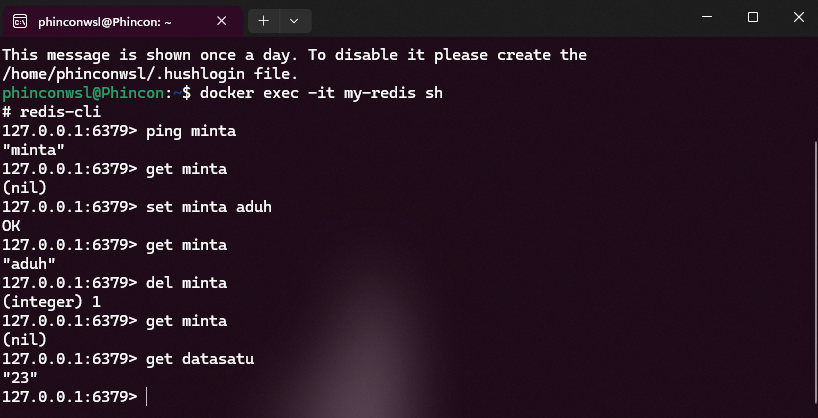 phinconwsl@Phincon: ~
This message is shown once a day. To disable it please create the
/home/phinconwsl/.hushlogin file.
phinconwsl@Phincon:~$ docker exec -it my-redis sh
# redis-cli
127.0.0.1:6379> ping minta
"minta"
127.0.0.1:6379> get minta
(nil)
127.0.0.1:6379> set minta aduh
OK
127.0.0.1:6379> get minta
"aduh"
127.0.0.1:6379> del minta
(integer) 1
127.0.0.1:6379> get minta
(nil)
127.0.0.1:6379> get datasatu
"23"
127.0.0.1:6379>